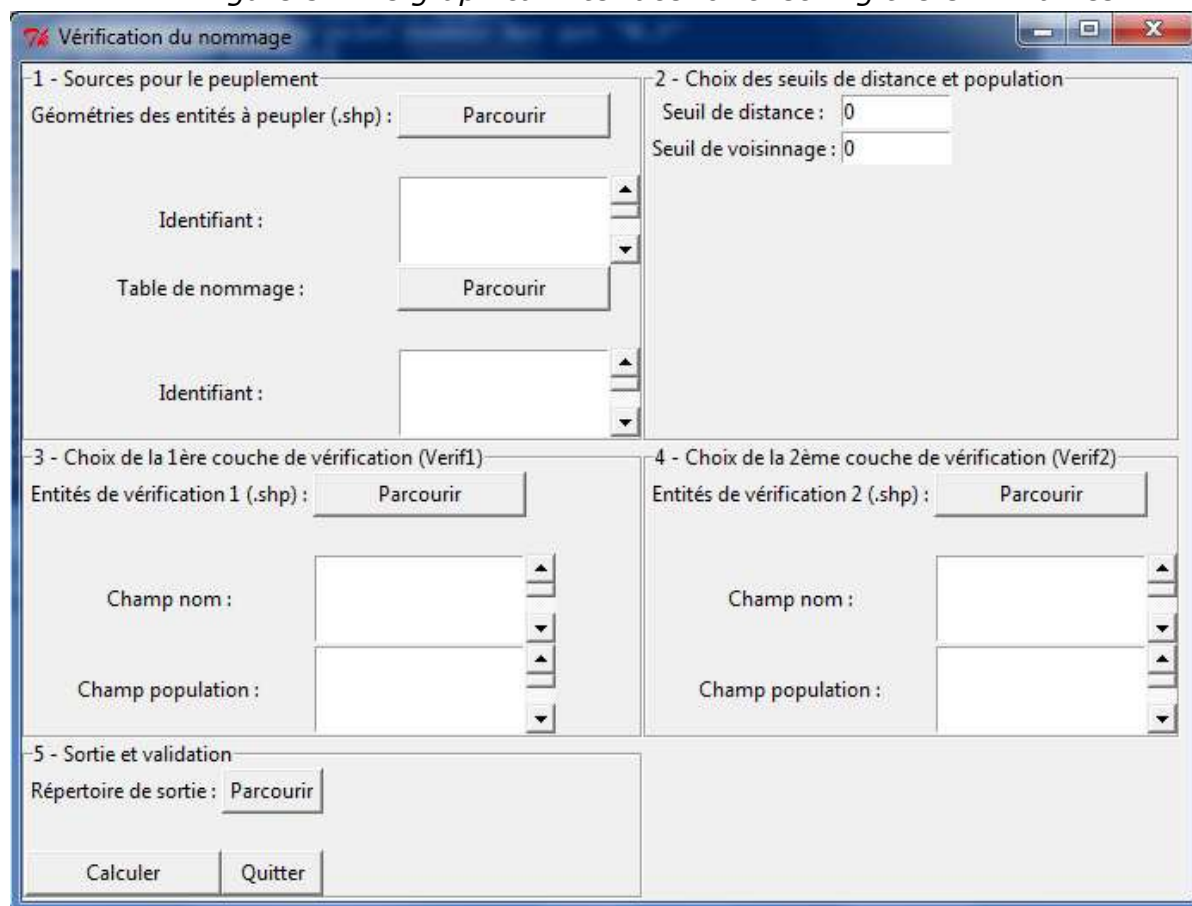 Vérification du nommage
1 - Sources pour le peuplement
Géométries des entités à peupler (.shp) : Parcourir
Identifiant :
Table de nommage : Parcourir
Identifiant :
2 - Choix des seuils de distance et population
Seuil de distance : 0
Seuil de voisinnage : 0
3 - Choix de la 1ère couche de vérification (Verif1)
Entités de vérification 1 (.shp) : Parcourir
Champ nom :
Champ population :
4 - Choix de la 2ème couche de vérification (Verif2)
Entités de vérification 2 (.shp) : Parcourir
Champ nom :
Champ population :
5 - Sortie et validation
Répertoire de sortie : Parcourir
Calculer Quitter